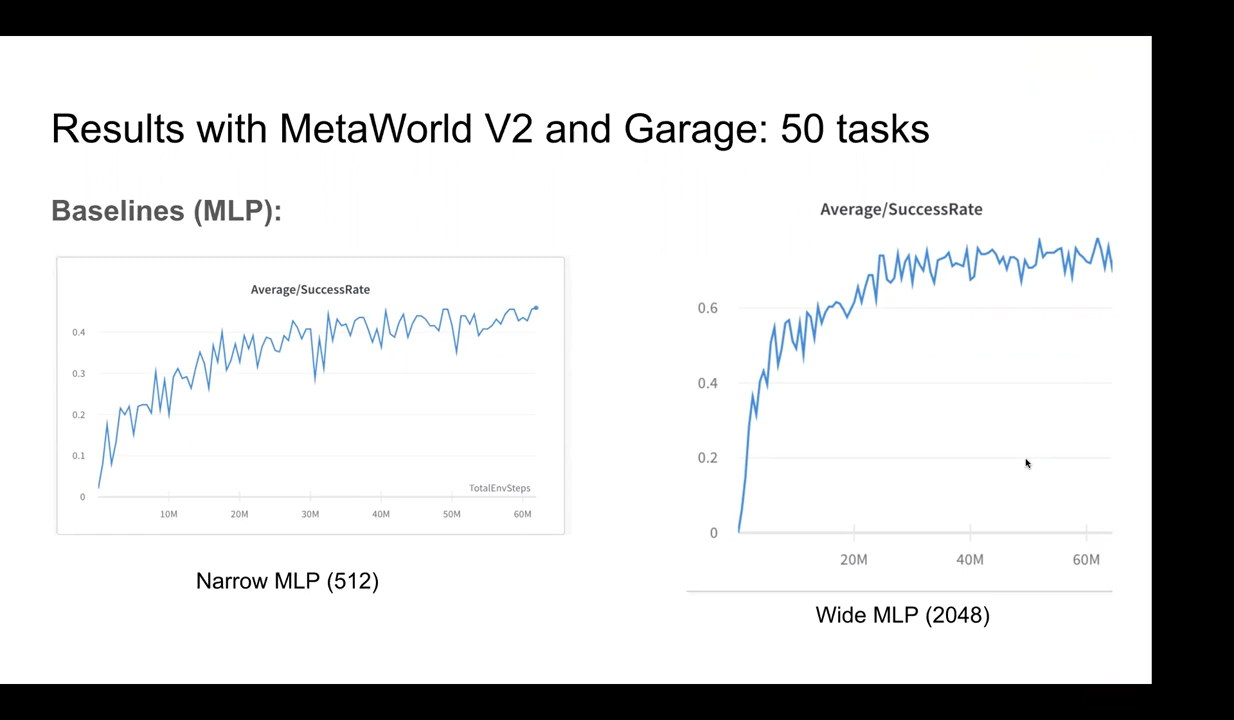 Results with MetaWorld V2 and Garage: 50 tasks
Baselines (MLP):
Average/SuccessRate
0.4
0.3
0.2
0.1
0
TotalEnvSteps
10M 20M 30M 40M 50M 60M
Narrow MLP (512)
Average/SuccessRate
0.6
0.4
0.2
0
20M 40M 60M
Wide MLP (2048)